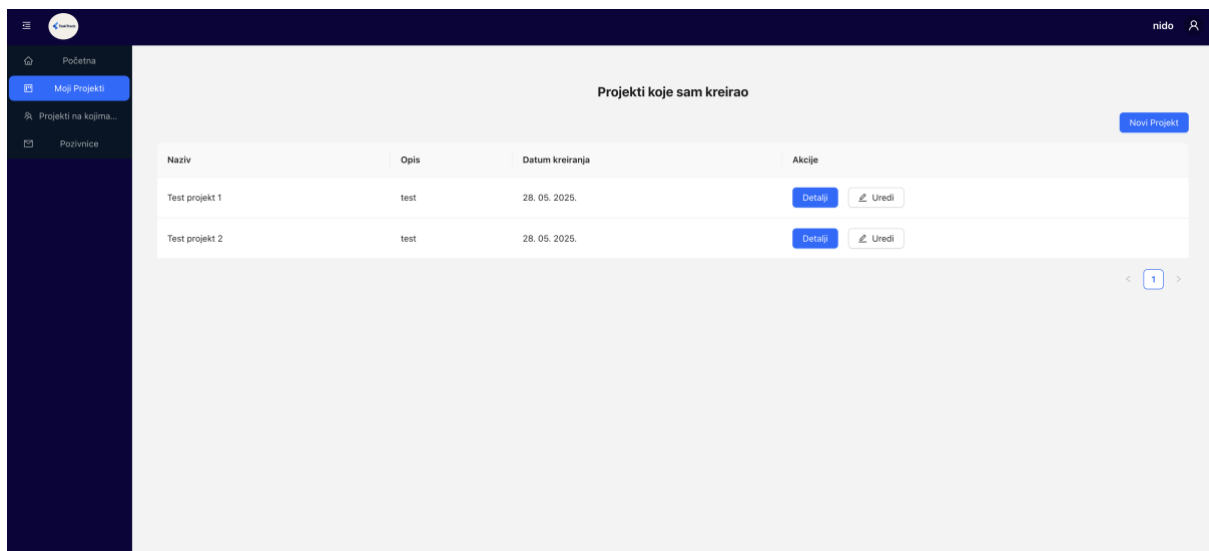 TaskTrack
nido
Početna
Moji Projekti
Projekti na kojima...
Pozivnice
Projekti koje sam kreirao
Novi Projekt
Naziv Opis Datum kreiranja Akcije
Test projekt 1 test 28. 05. 2025. Detalji Uredi
Test projekt 2 test 28. 05. 2025. Detalji Uredi
< 1 >